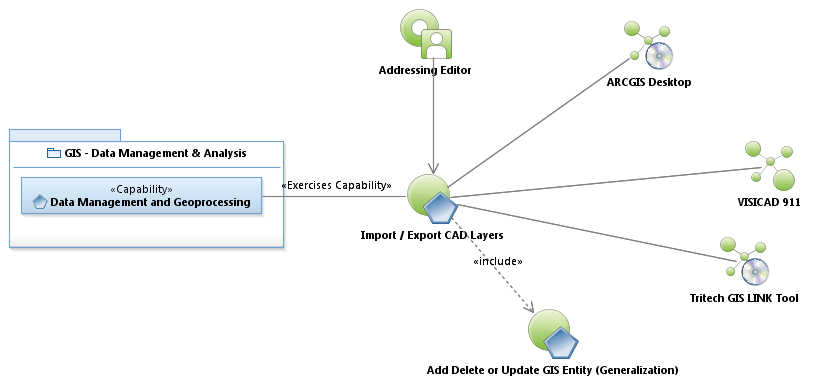 Addressing Editor
ARCGIS Desktop
GIS - Data Management & Analysis
«Capability»
Data Management and Geoprocessing
«Exercises Capability»
VISICAD 911
Import / Export CAD Layers
«include»
Tritech GIS LINK Tool
Add Delete or Update GIS Entity (Generalization)